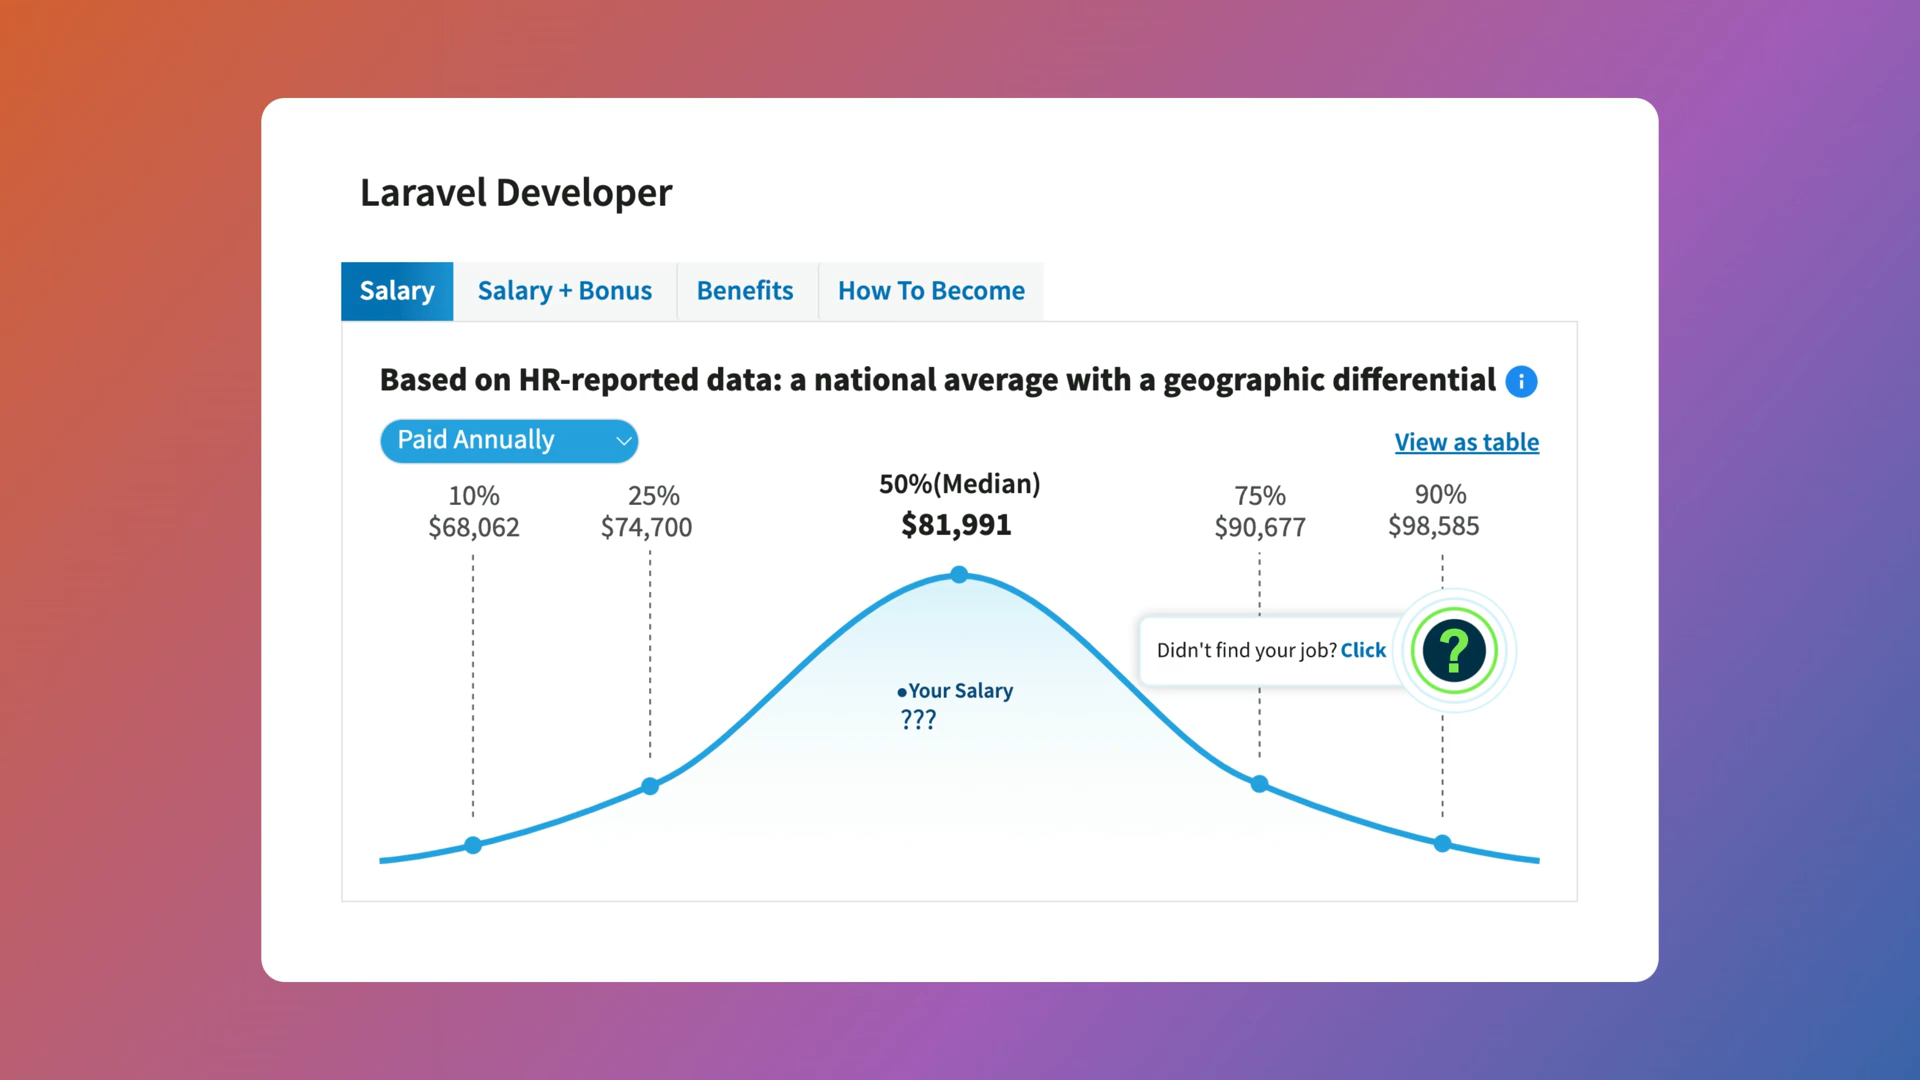 Laravel Developer
Salary
Salary + Bonus
Benefits
How To Become
Based on HR-reported data: a national average with a geographic differential
i
Paid Annually
View as table
10%
$68,062
25%
$74,700
50%(Median)
$81,991
75%
$90,677
90%
$98,585
Didn't find your job? Click
?
•Your Salary
???